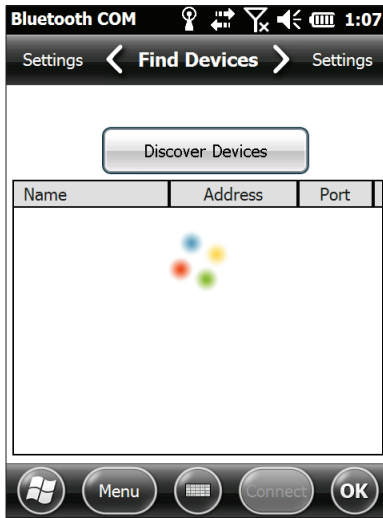 Bluetooth COM 1:07
Settings Find Devices Settings
Discover Devices
Name Address Port
Menu Connect OK